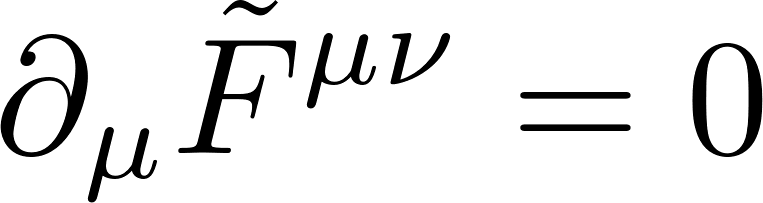 ∂_μ F̃^{μν} = 0